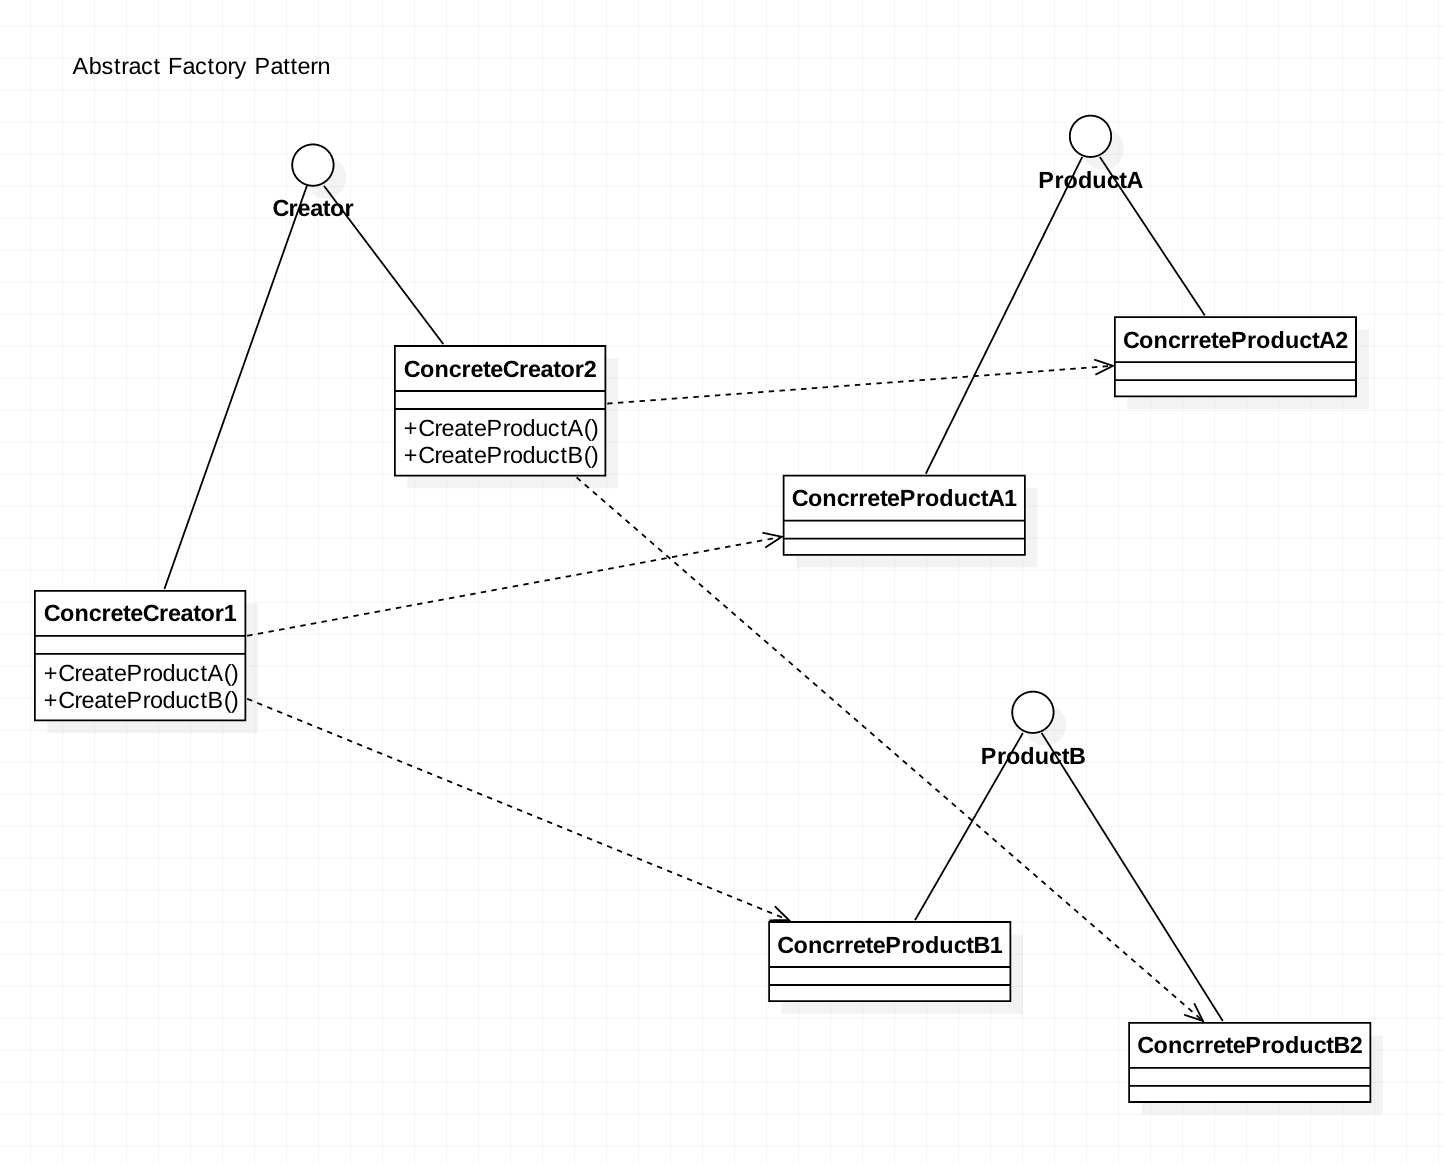 Abstract Factory Pattern
Creator
ProductA
ConcreteCreator2
+CreateProductA()
+CreateProductB()
ConcrreteProductA2
ConcrreteProductA1
ConcreteCreator1
+CreateProductA()
+CreateProductB()
ProductB
ConcrreteProductB1
ConcrreteProductB2